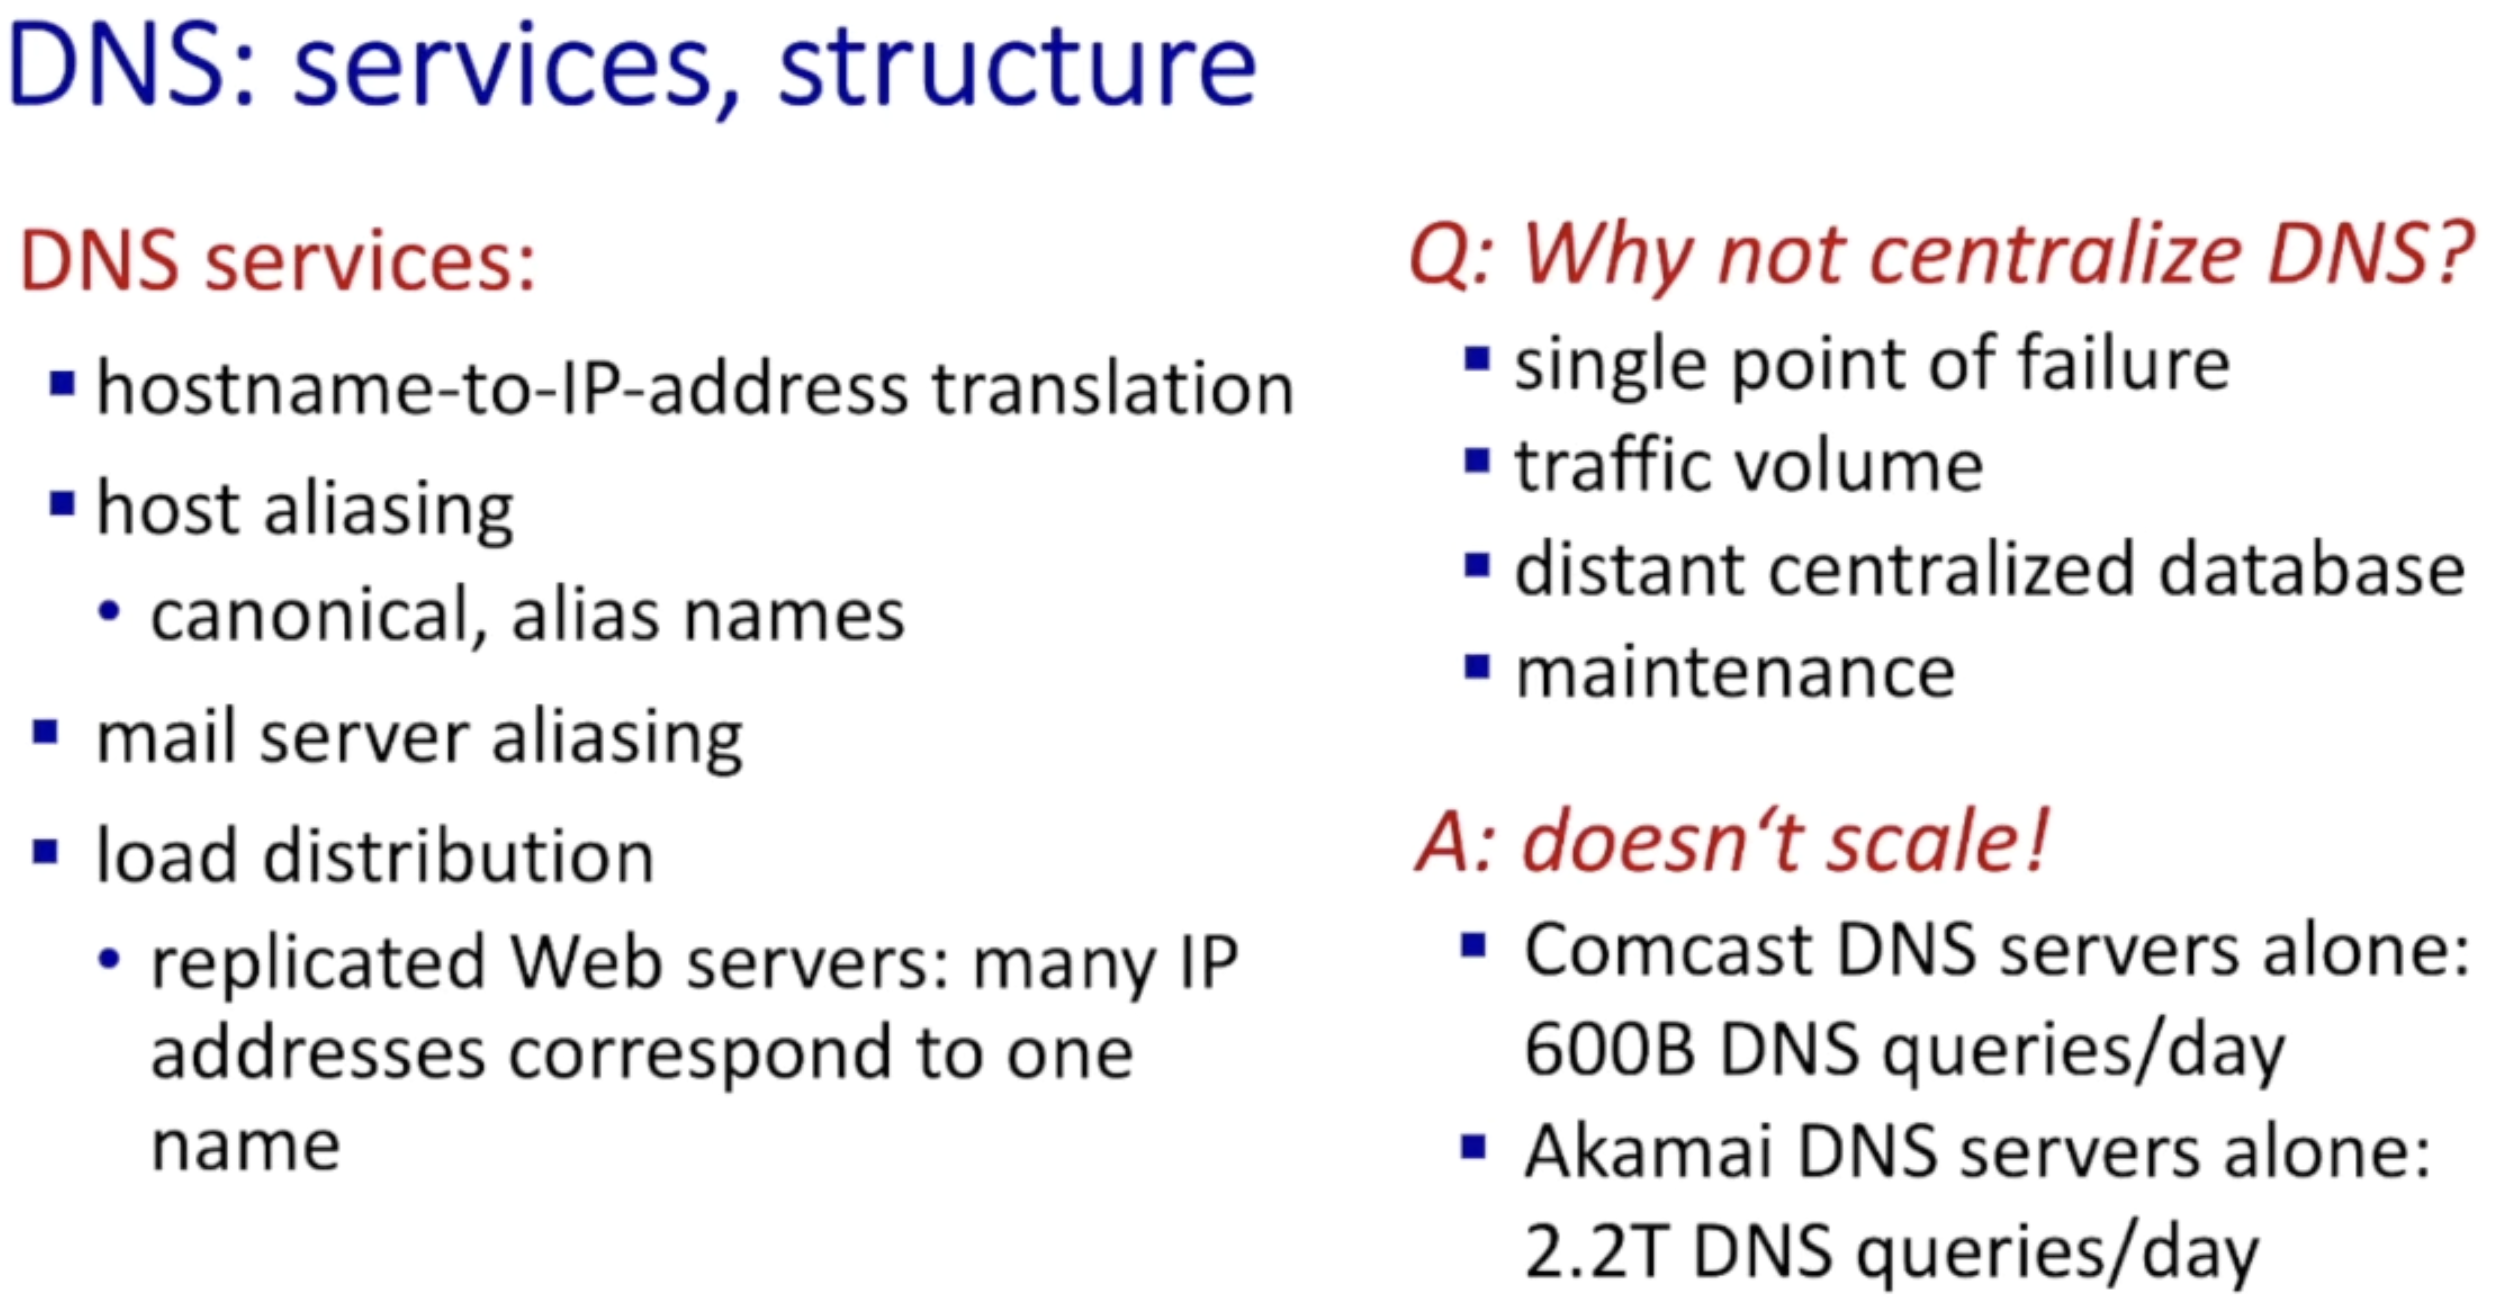 DNS: services, structure
DNS services:
▪ hostname-to-IP-address translation
▪ host aliasing
• canonical, alias names
▪ mail server aliasing
▪ load distribution
• replicated Web servers: many IP
addresses correspond to one
name
Q: Why not centralize DNS?
▪ single point of failure
▪ traffic volume
▪ distant centralized database
▪ maintenance
A: doesn‘t scale!
▪ Comcast DNS servers alone:
600B DNS queries/day
▪ Akamai DNS servers alone:
2.2T DNS queries/day